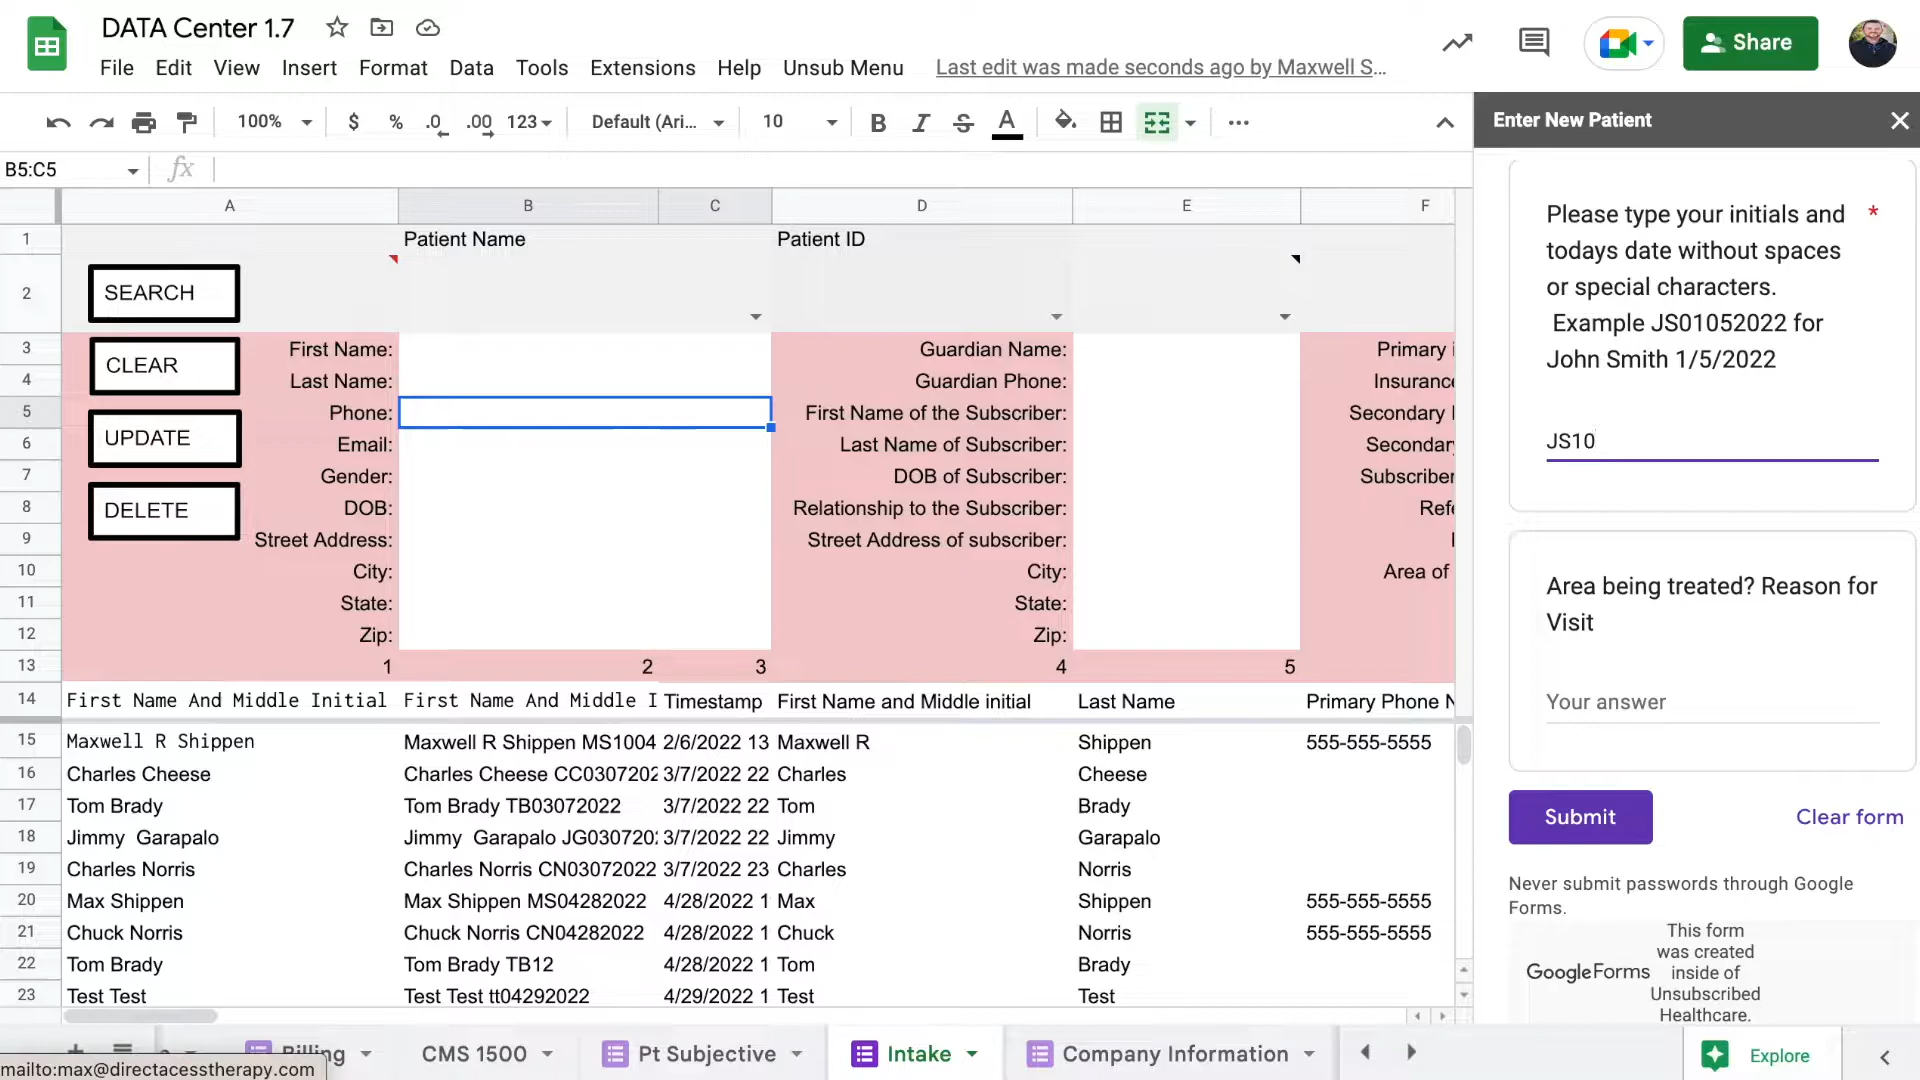 DATA Center 1.7
File Edit View Insert Format Data Tools Extensions Help Unsub Menu Last edit was made seconds ago by Maxwell S...
Share
100% $ % .0 .00 123 Default (Ari... 10 B I S A
Enter New Patient
B5:C5 fx
A B C D E F
1 Patient Name Patient ID
2 SEARCH
3 CLEAR First Name: Guardian Name: Primary i
4 Last Name: Guardian Phone: Insurance
5 UPDATE Phone: First Name of the Subscriber: Secondary I
6 Email: Last Name of Subscriber: Secondary
7 Gender: DOB of Subscriber: Subscriber
8 DELETE DOB: Relationship to the Subscriber: Refe
9 Street Address: Street Address of subscriber:
10 City: City: Area of
11 State: State:
12 Zip: Zip:
13 1 2 3 4 5
14 First Name And Middle Initial First Name And Middle I Timestamp First Name and Middle initial Last Name Primary Phone N
15 Maxwell R Shippen Maxwell R Shippen MS1004 2/6/2022 13 Maxwell R Shippen 555-555-5555
16 Charles Cheese Charles Cheese CC0307202 3/7/2022 22 Charles Cheese
17 Tom Brady Tom Brady TB03072022 3/7/2022 22 Tom Brady
18 Jimmy Garapalo Jimmy Garapalo JG030720 3/7/2022 22 Jimmy Garapalo
19 Charles Norris Charles Norris CN03072022 3/7/2022 23 Charles Norris
20 Max Shippen Max Shippen MS04282022 4/28/2022 1 Max Shippen 555-555-5555
21 Chuck Norris Chuck Norris CN04282022 4/28/2022 1 Chuck Norris 555-555-5555
22 Tom Brady Tom Brady TB12 4/28/2022 1 Tom Brady
23 Test Test Test Test tt04292022 4/29/2022 1 Test Test
Please type your initials and *
todays date without spaces
or special characters.
Example JS01052022 for
John Smith 1/5/2022
JS10
Area being treated? Reason for
Visit
Your answer
Submit Clear form
Never submit passwords through Google
Forms.
Google Forms
This form
was created
inside of
Unsubscribed
Healthcare.
Billing CMS 1500 Pt Subjective Intake Company Information Explore
mailto:max@directacesstherapy.com